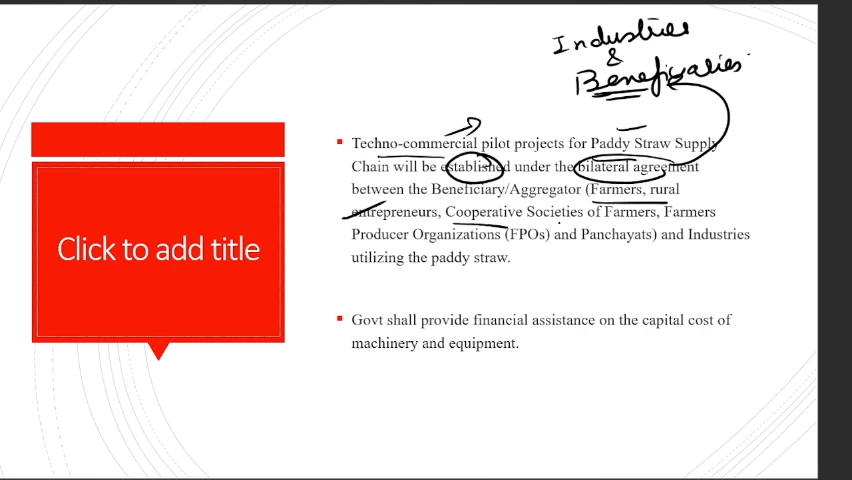 Industries
&
Beneficiaries
Click to add title
Techno-commercial pilot projects for Paddy Straw Supply
Chain will be established under the bilateral agreement
between the Beneficiary/Aggregator (Farmers, rural
entrepreneurs, Cooperative Societies of Farmers, Farmers
Producer Organizations (FPOs) and Panchayats) and Industries
utilizing the paddy straw.
Govt shall provide financial assistance on the capital cost of
machinery and equipment.